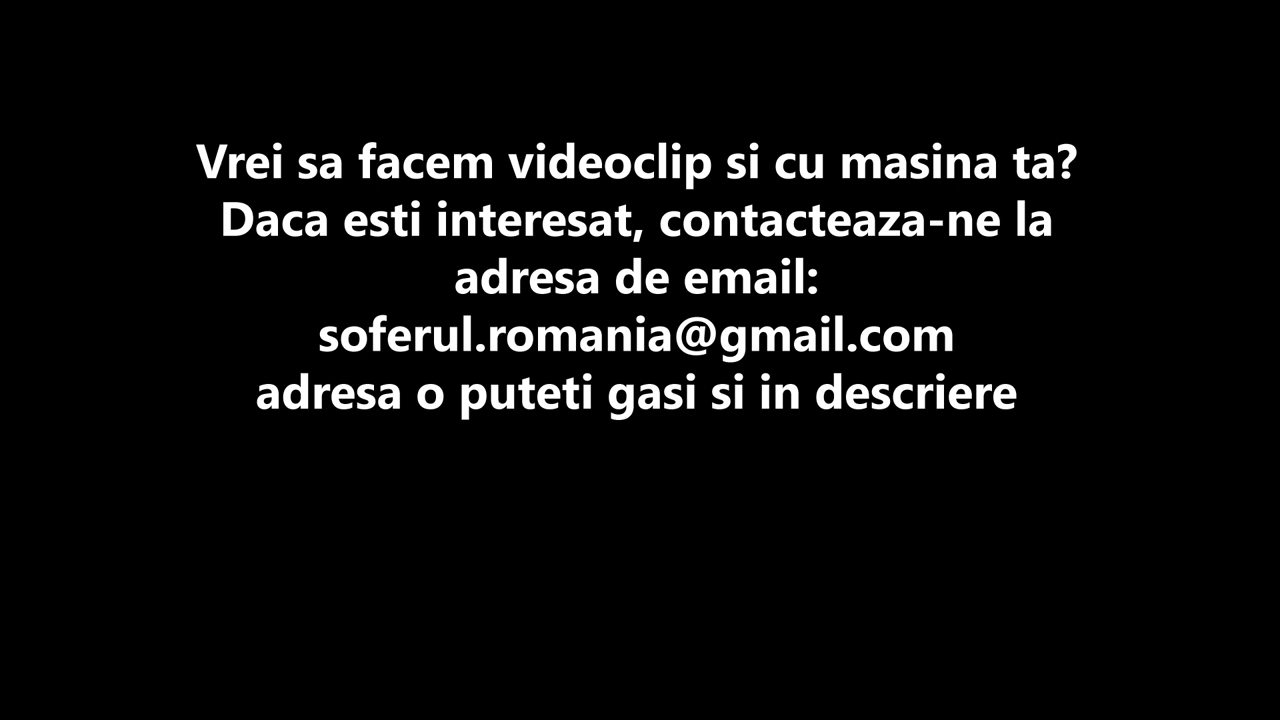 Vrei sa facem videoclip si cu masina ta?
Daca esti interesat, contacteaza-ne la
adresa de email:
soferul.romania@gmail.com
adresa o puteti gasi si in descriere